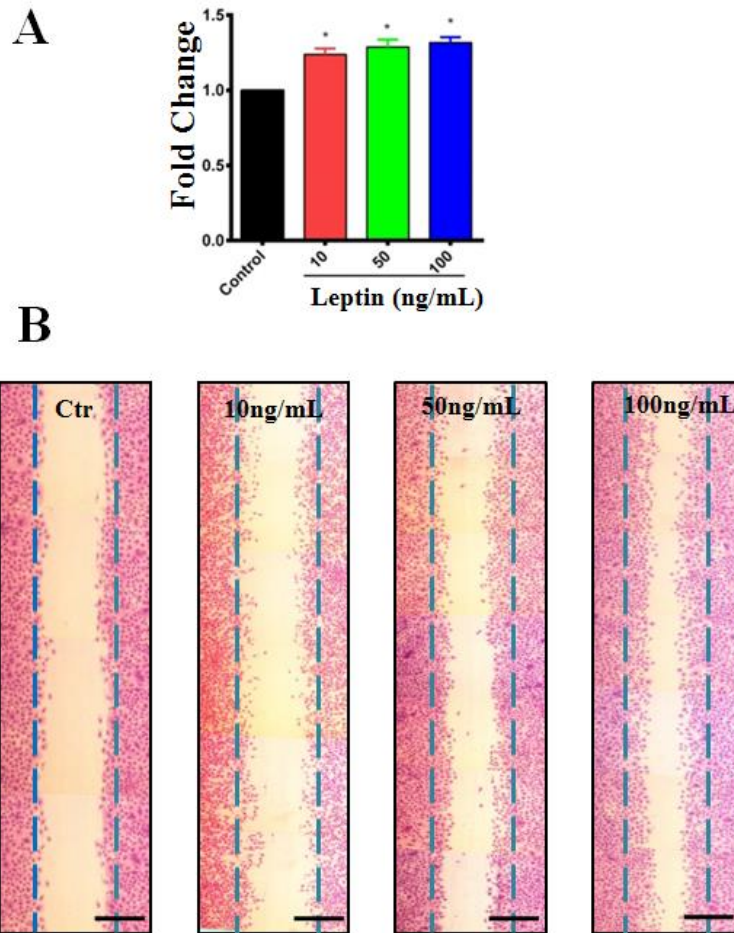 A
Fold Change
1.5
1.0
0.5
0.0
* * *
Control 10 50 100
Leptin (ng/mL)
B
Ctr 10ng/mL 50ng/mL 100ng/mL